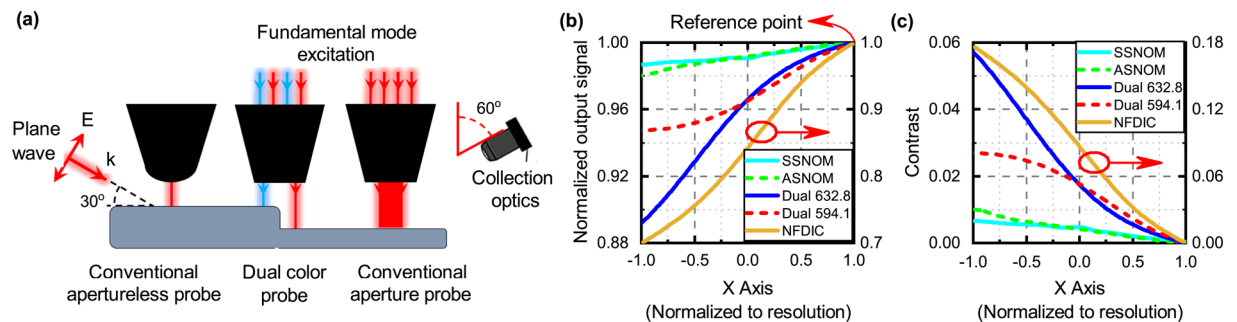 (a)
Fundamental mode
excitation
Plane
wave
E
k
30º
60º
Collection
optics
Conventional
apertureless probe
Dual color
probe
Conventional
aperture probe
(b)
Reference point
Normalized output signal
1.00
0.96
0.92
0.88
1.0
0.9
0.8
0.7
SSNOM
ASNOM
Dual 632.8
Dual 594.1
NFDIC
-1.0 -0.5 0.0 0.5 1.0
X Axis
(Normalized to resolution)
(c)
Contrast
0.06
0.04
0.02
0.00
0.18
0.12
0.06
0.00
SSNOM
ASNOM
Dual 632.8
Dual 594.1
NFDIC
-1.0 -0.5 0.0 0.5 1.0
X Axis
(Normalized to resolution)